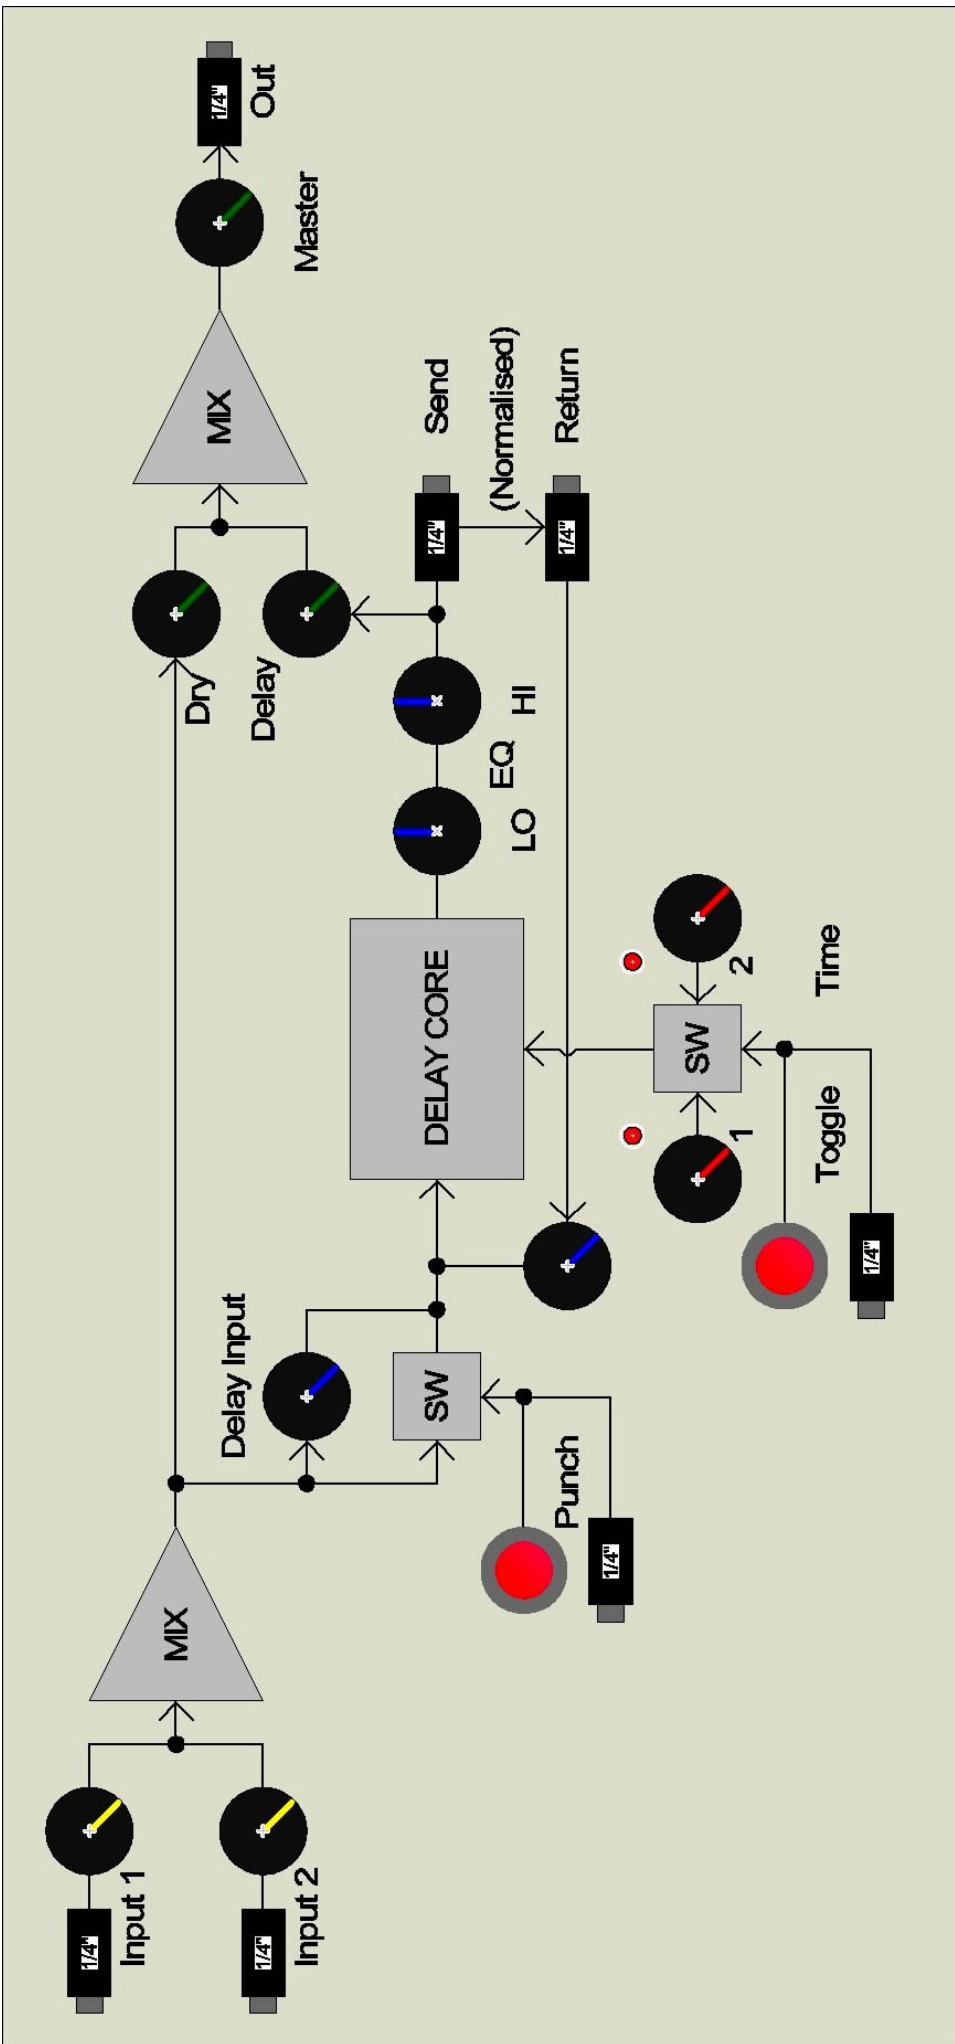 1/4"
Input 1
1/4"
Input 2
MIX
Delay Input
SW
Punch
1/4"
DELAY CORE
LO
EQ
HI
Dry
Delay
MIX
Master
1/4"
Out
1/4"
Send
(Normalised)
1/4"
Return
1
SW
2
Toggle
Time
1/4"